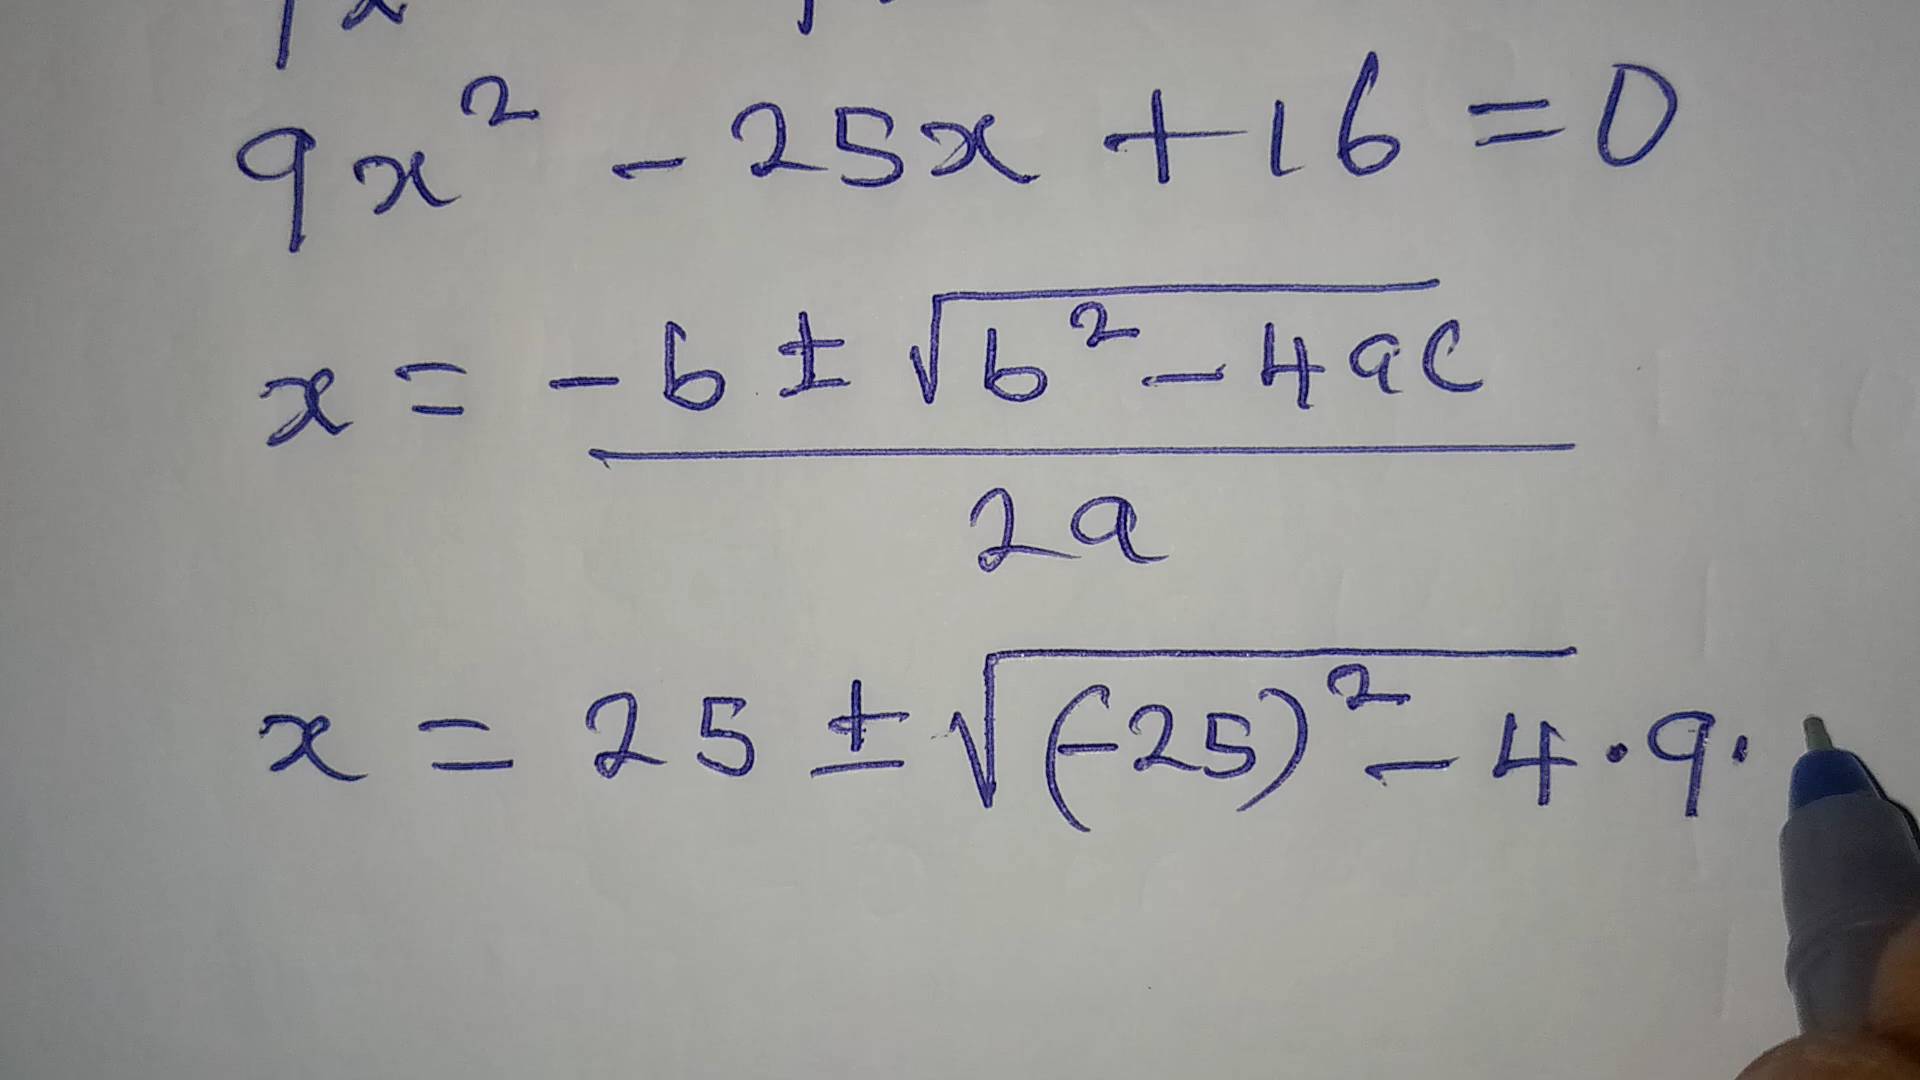 9x² - 25x + 16 = 0
x = -b ± √b² - 4ac
2a
x = 25 ± √(-25)² - 4 · 9 ·